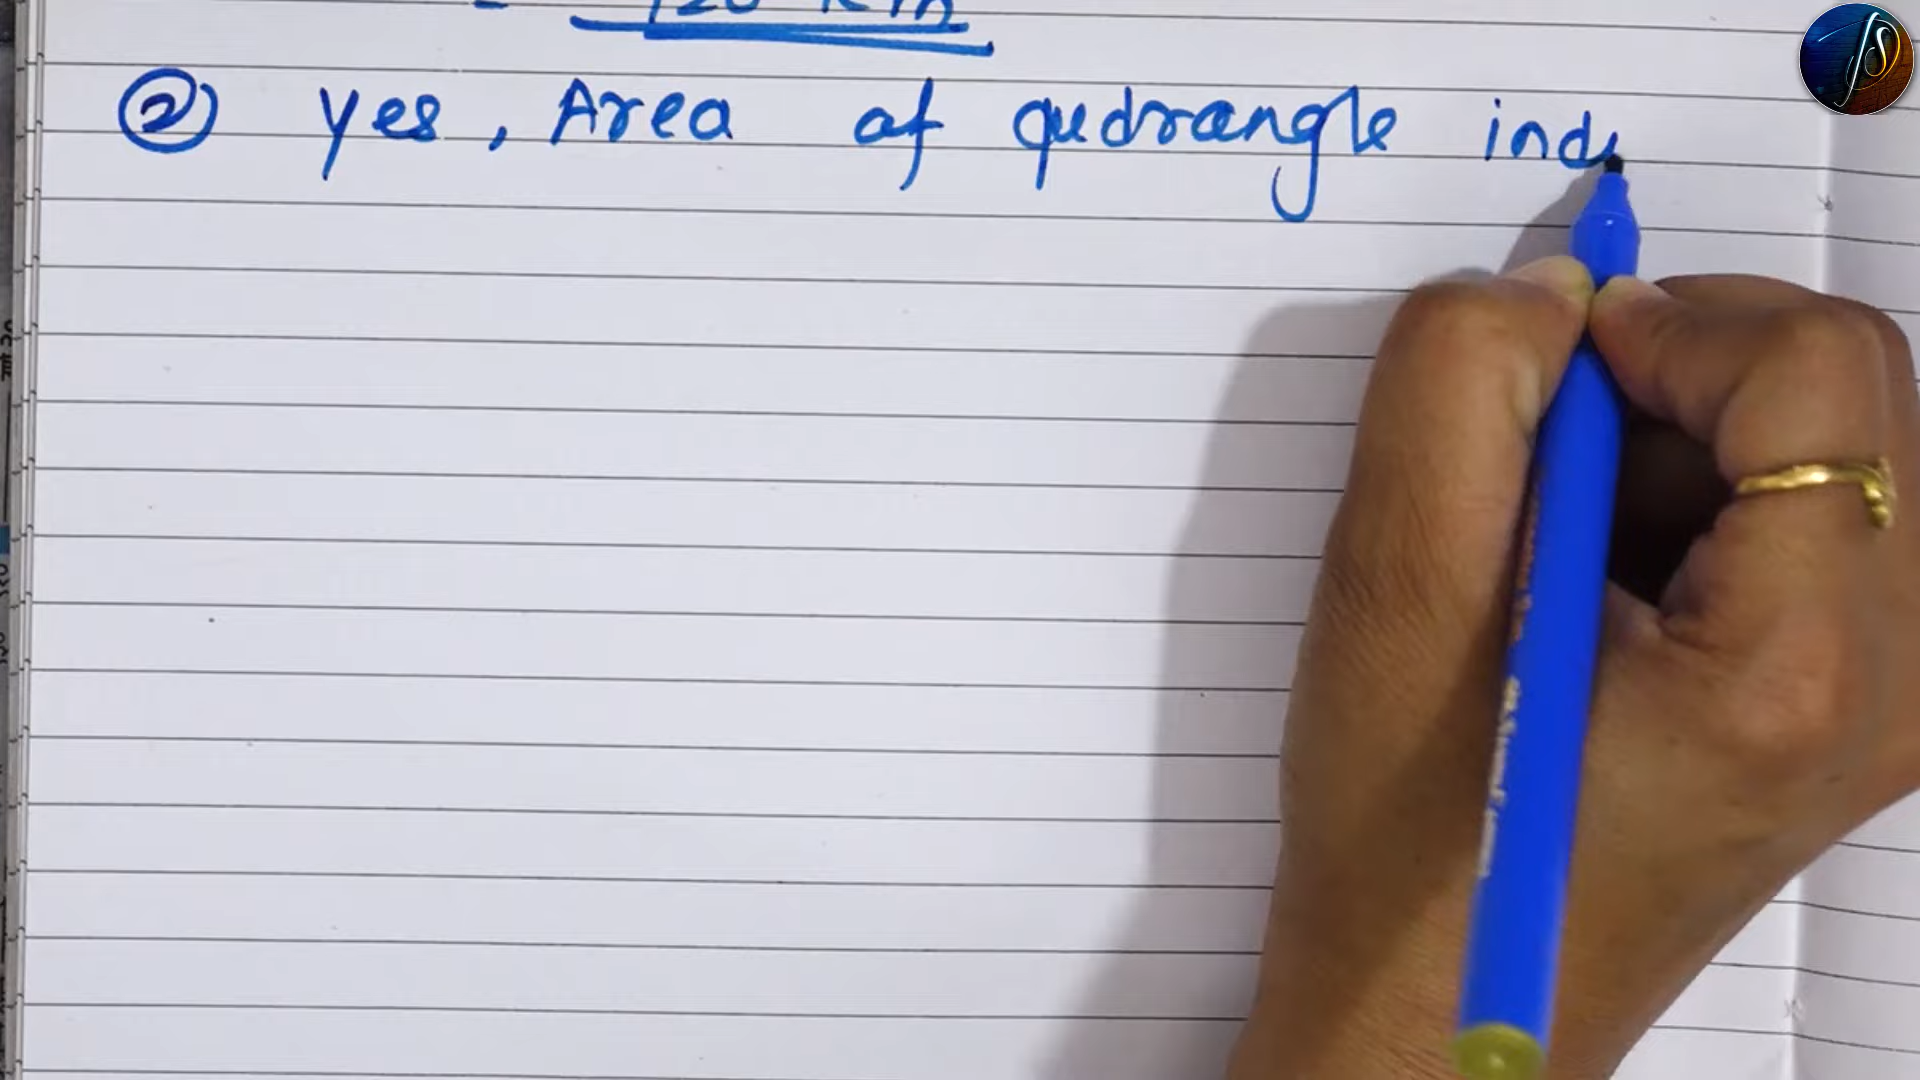 ② Yes, Area of qudrangle ind